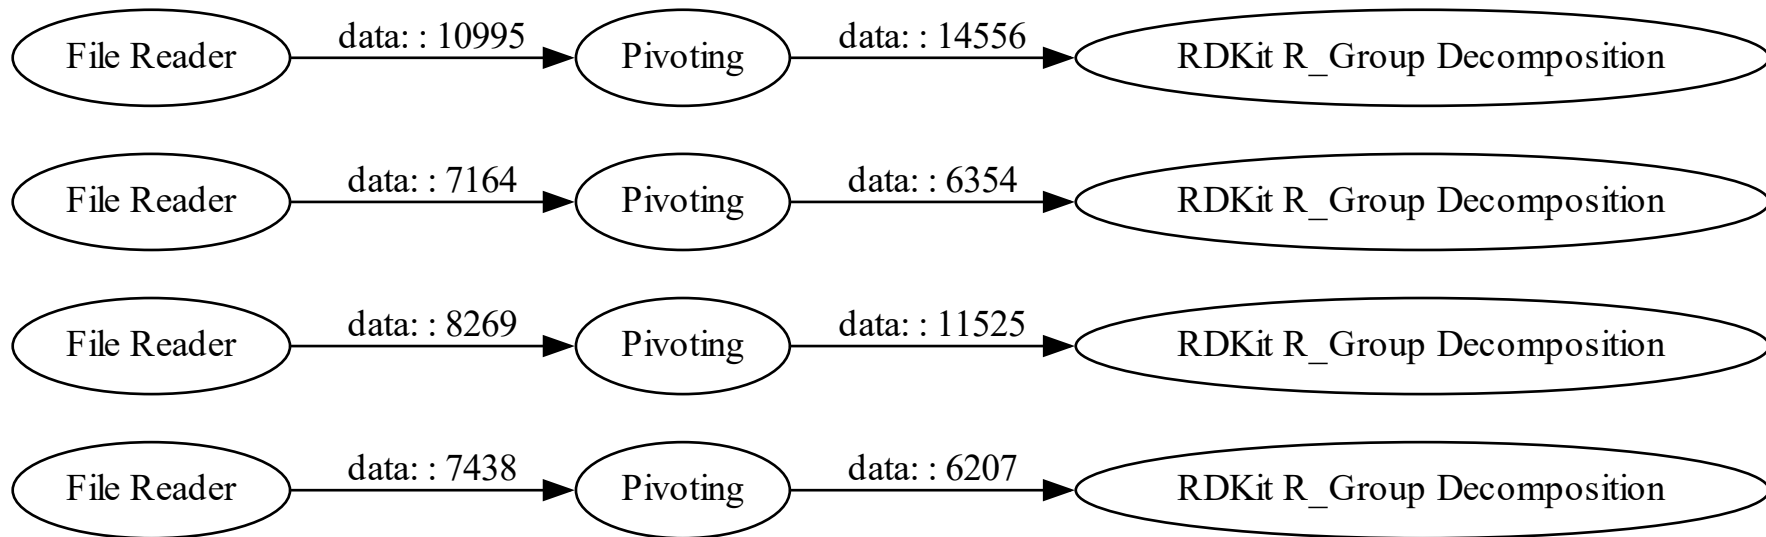 File Reader data: : 10995 Pivoting data: : 14556 RDKit R_Group Decomposition
File Reader data: : 7164 Pivoting data: : 6354 RDKit R_Group Decomposition
File Reader data: : 8269 Pivoting data: : 11525 RDKit R_Group Decomposition
File Reader data: : 7438 Pivoting data: : 6207 RDKit R_Group Decomposition